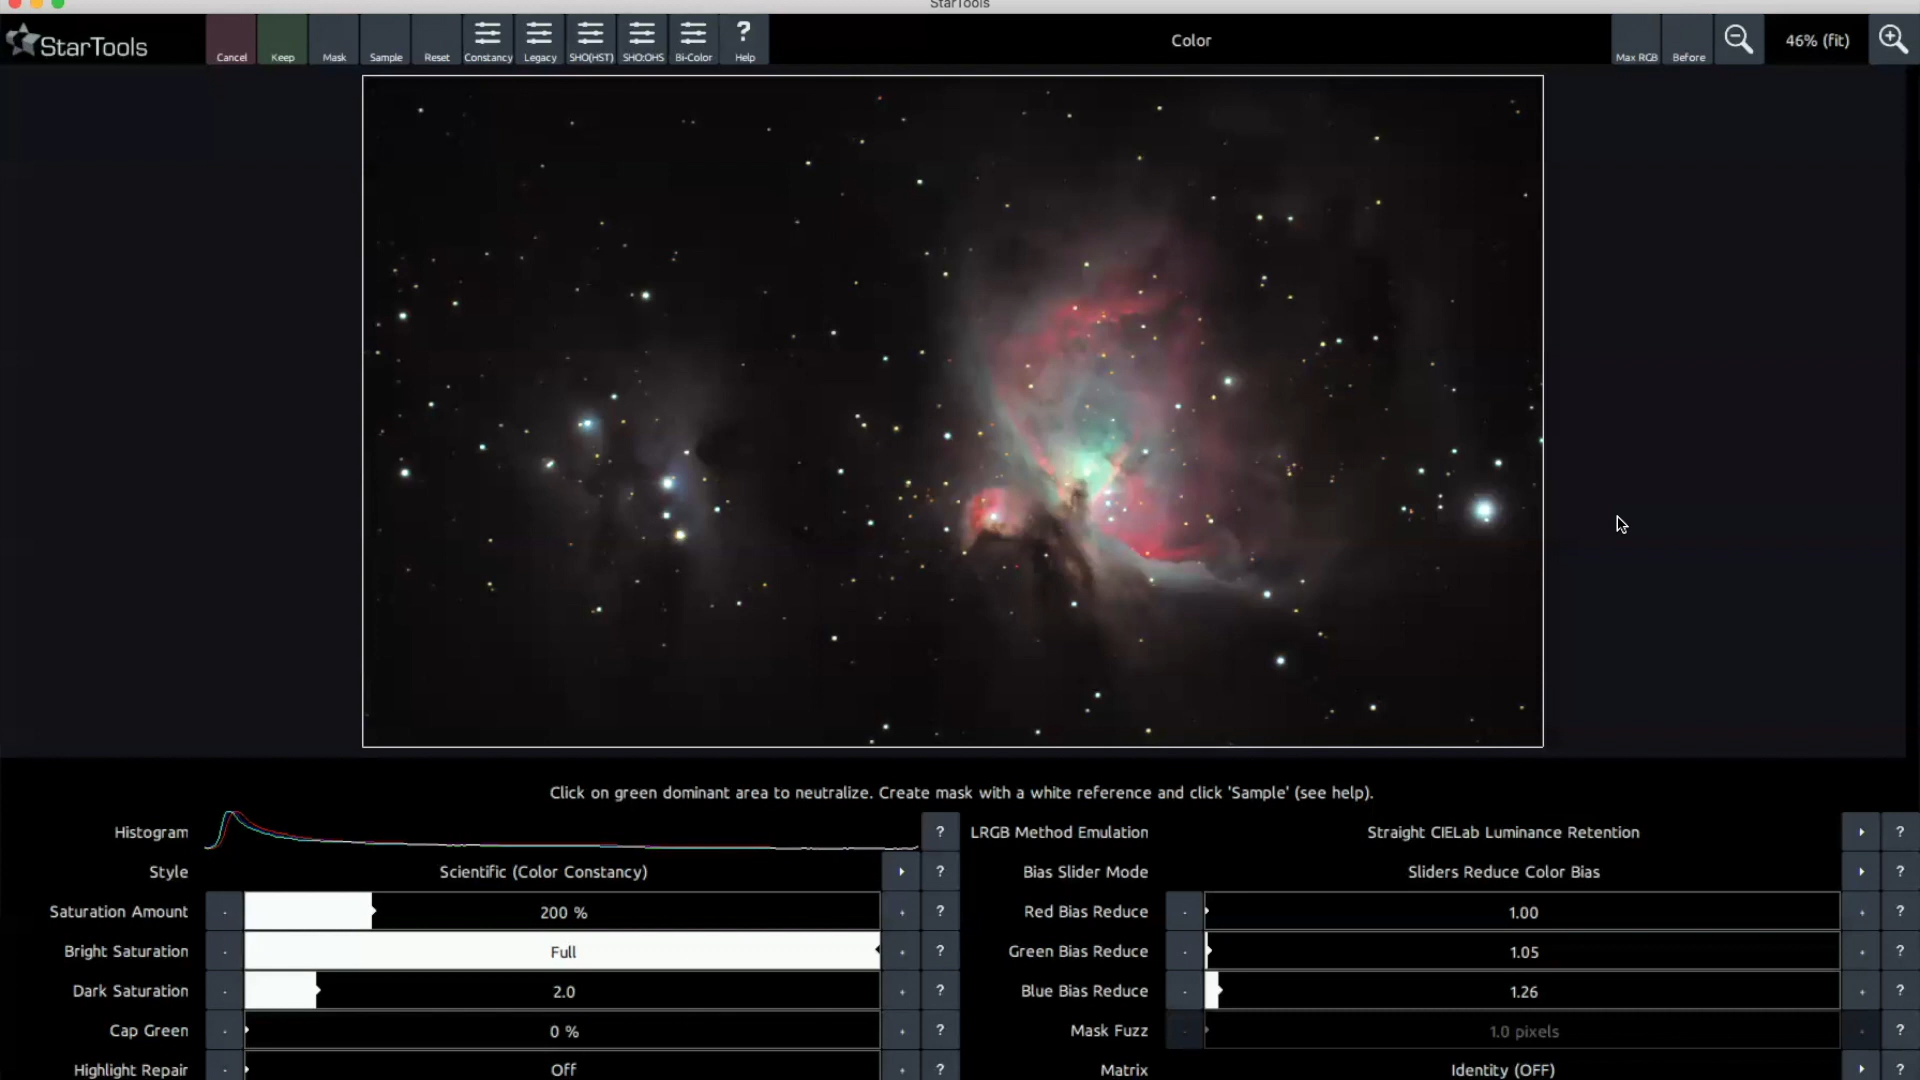 StarTools
StarTools
Cancel Keep Mask Sample Reset Constancy Legacy SHO(HST) SHO:OHS Bi-Color ? Help
Color
Max RGB Before 46% (fit)
Click on green dominant area to neutralize. Create mask with a white reference and click 'Sample' (see help).
Histogram ? LRGB Method Emulation Straight CIELab Luminance Retention ?
Style Scientific (Color Constancy) ? Bias Slider Mode Sliders Reduce Color Bias ?
Saturation Amount - 200 % + ? Red Bias Reduce - 1.00 + ?
Bright Saturation - Full + ? Green Bias Reduce - 1.05 + ?
Dark Saturation - 2.0 + ? Blue Bias Reduce - 1.26 + ?
Cap Green - 0 % + ? Mask Fuzz - 1.0 pixels + ?
Highlight Repair - Off + ? Matrix Identity (OFF) ?